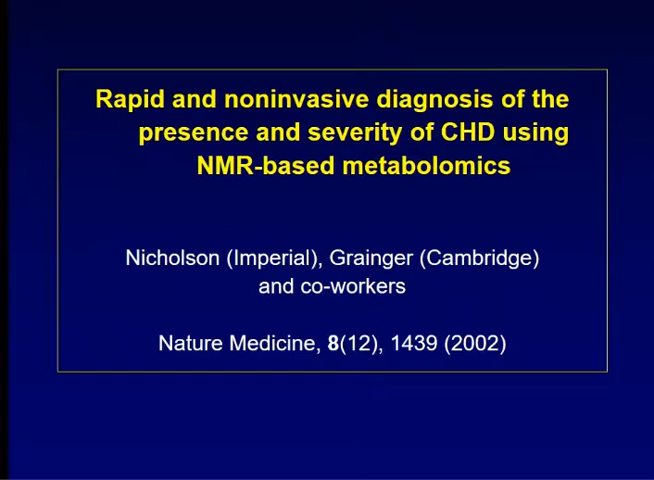 Rapid and noninvasive diagnosis of the
presence and severity of CHD using
NMR-based metabolomics
Nicholson (Imperial), Grainger (Cambridge)
and co-workers
Nature Medicine, 8(12), 1439 (2002)